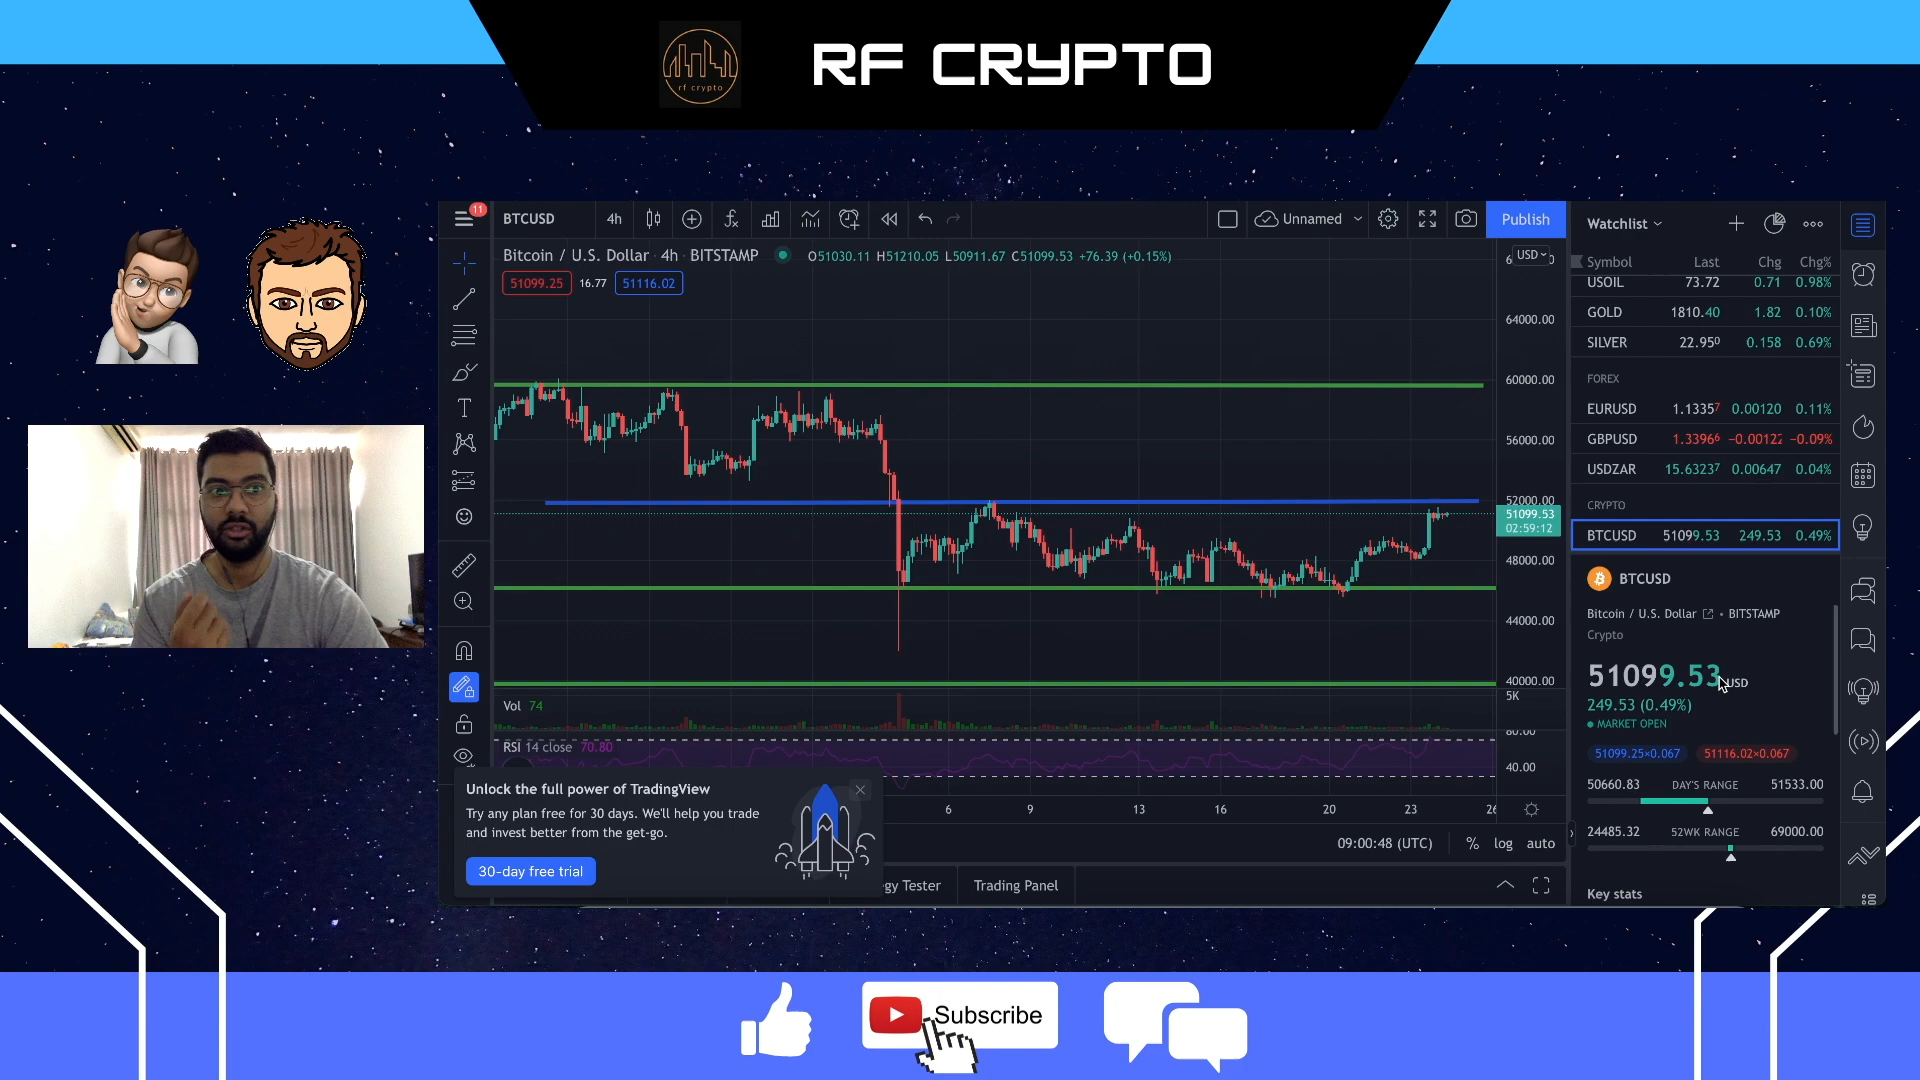 RF CRYPTO
rf crypto
11
BTCUSD
4h
Unnamed
Publish
Bitcoin / U.S. Dollar · 4h · BITSTAMP
O51030.11 H51210.05 L50911.67 C51099.53 +76.39 (+0.15%)
51099.25
16.77
51116.02
USD
64000.00
60000.00
56000.00
52000.00
51099.53
02:59:12
48000.00
44000.00
40000.00
Vol 74
5K
RSI 14 close 70.80
80.00
40.00
6
9
13
16
20
23
26
Unlock the full power of TradingView
Try any plan free for 30 days. We'll help you trade
and invest better from the get-go.
30-day free trial
09:00:48 (UTC)
%
log
auto
gy Tester
Trading Panel
Watchlist
Symbol Last Chg Chg%
USOIL 73.72 0.71 0.98%
GOLD 1810.40 1.82 0.10%
SILVER 22.950 0.158 0.69%
FOREX
EURUSD 1.13357 0.00120 0.11%
GBPUSD 1.33966 −0.00122 −0.09%
USDZAR 15.63237 0.00647 0.04%
CRYPTO
BTCUSD 51099.53 249.53 0.49%
BTCUSD
Bitcoin / U.S. Dollar • BITSTAMP
Crypto
51099.53 USD
249.53 (0.49%)
MARKET OPEN
51099.25×0.067
51116.02×0.067
50660.83 DAY'S RANGE 51533.00
24485.32 52WK RANGE 69000.00
Key stats
Subscribe